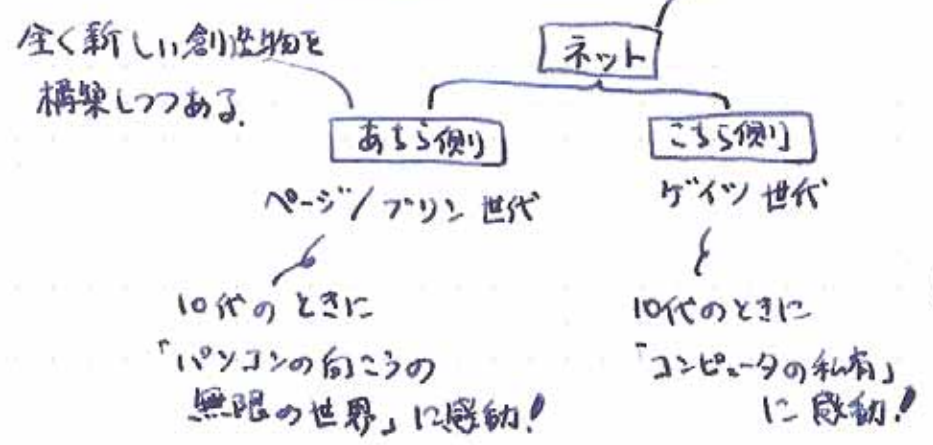 全く新しい創造物を
構築しつつある.
ネット
あちら側
こちら側
ページ/ブリン 世代
ゲイツ 世代
10代の ときに
「パソコンの向こうの
無限の世界」に感動!
10代のときに
「コンピュータの私有」
に感動!